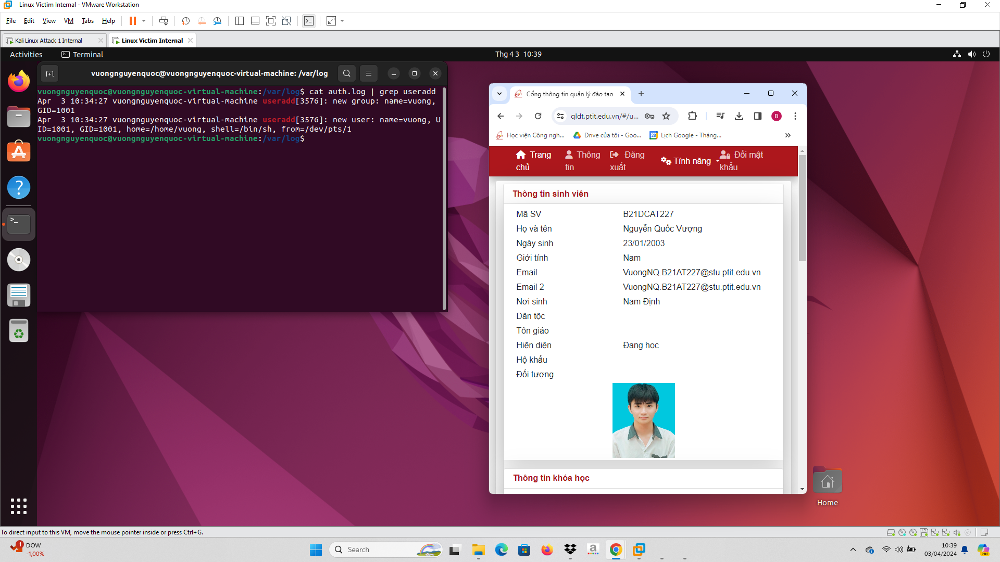 Linux Victim Internal - VMware Workstation
File Edit View VM Tabs Help
Kali Linux Attack 1 Internal
Linux Victim Internal
Activities
Terminal
Thg 4 3 10:39
vuongnguyenquoc@vuongnguyenquoc-virtual-machine: /var/log
vuongnguyenquoc@vuongnguyenquoc-virtual-machine:/var/log$ cat auth.log | grep useradd
Apr  3 10:34:27 vuongnguyenquoc-virtual-machine useradd[3576]: new group: name=vuong,
GID=1001
Apr  3 10:34:27 vuongnguyenquoc-virtual-machine useradd[3576]: new user: name=vuong, U
ID=1001, GID=1001, home=/home/vuong, shell=/bin/sh, from=/dev/pts/1
vuongnguyenquoc@vuongnguyenquoc-virtual-machine:/var/log$
Cổng thông tin quản lý đào tạo
qldt.ptit.edu.vn/#/u...
B
Học viện Công ngh...
Drive của tôi - Goo...
28
Lịch Google - Tháng...
Trang chủ
Thông tin
Đăng xuất
Tính năng
Đổi mật khẩu
Thông tin sinh viên
Mã SV B21DCAT227
Họ và tên Nguyễn Quốc Vượng
Ngày sinh 23/01/2003
Giới tính Nam
Email VuongNQ.B21AT227@stu.ptit.edu.vn
Email 2 VuongNQ.B21AT227@stu.ptit.edu.vn
Nơi sinh Nam Định
Dân tộc
Tôn giáo
Hiện diện Đang học
Hộ khẩu
Đối tượng
Thông tin khóa học
Home
To direct input to this VM, move the mouse pointer inside or press Ctrl+G.
1
DOW
-1,00%
Search
10:39
03/04/2024
PRE